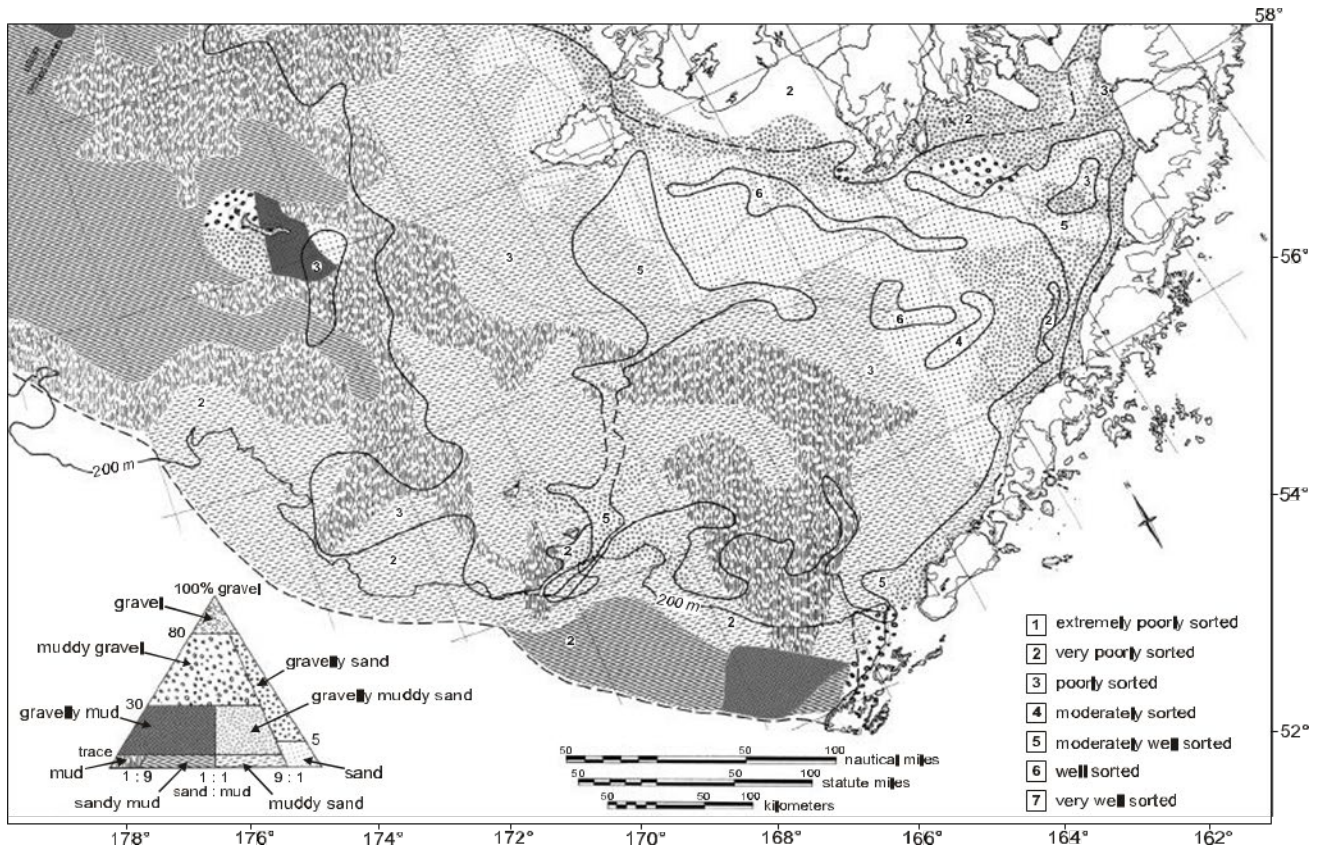 58°
2
3
2
3
6
5
3
3
5
56°
6
2
4
3
2
200 m
54°
3
5
2
2
5
200 m
2
2
100% gravel
gravel
80
muddy gravel
gravelly sand
gravelly muddy sand
30
gravelly mud
5
trace
mud
1 : 9
1 : 1
9 : 1
sand
sandy mud
sand : mud
muddy sand
50 0 50 100
nautical miles
50 0 50 100
statute miles
50 0 50 100
kilometers
1 extremely poorly sorted
2 very poorly sorted
3 poorly sorted
4 moderately sorted
5 moderately well sorted
6 well sorted
7 very well sorted
52°
178° 176° 174° 172° 170° 168° 166° 164° 162°